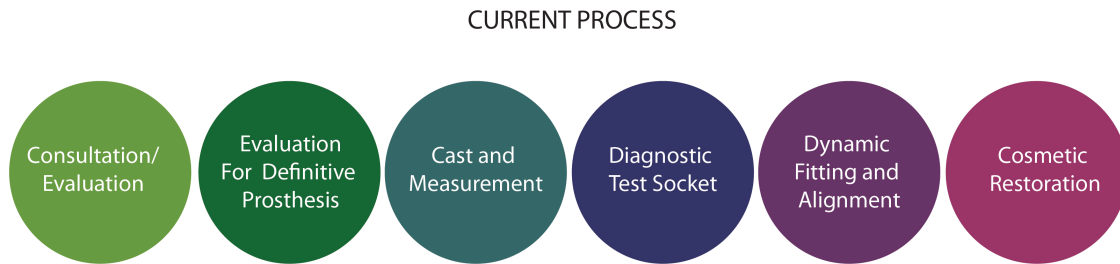 CURRENT PROCESS
Consultation/
Evaluation
Evaluation
For Definitive
Prosthesis
Cast and
Measurement
Diagnostic
Test Socket
Dynamic
Fitting and
Alignment
Cosmetic
Restoration